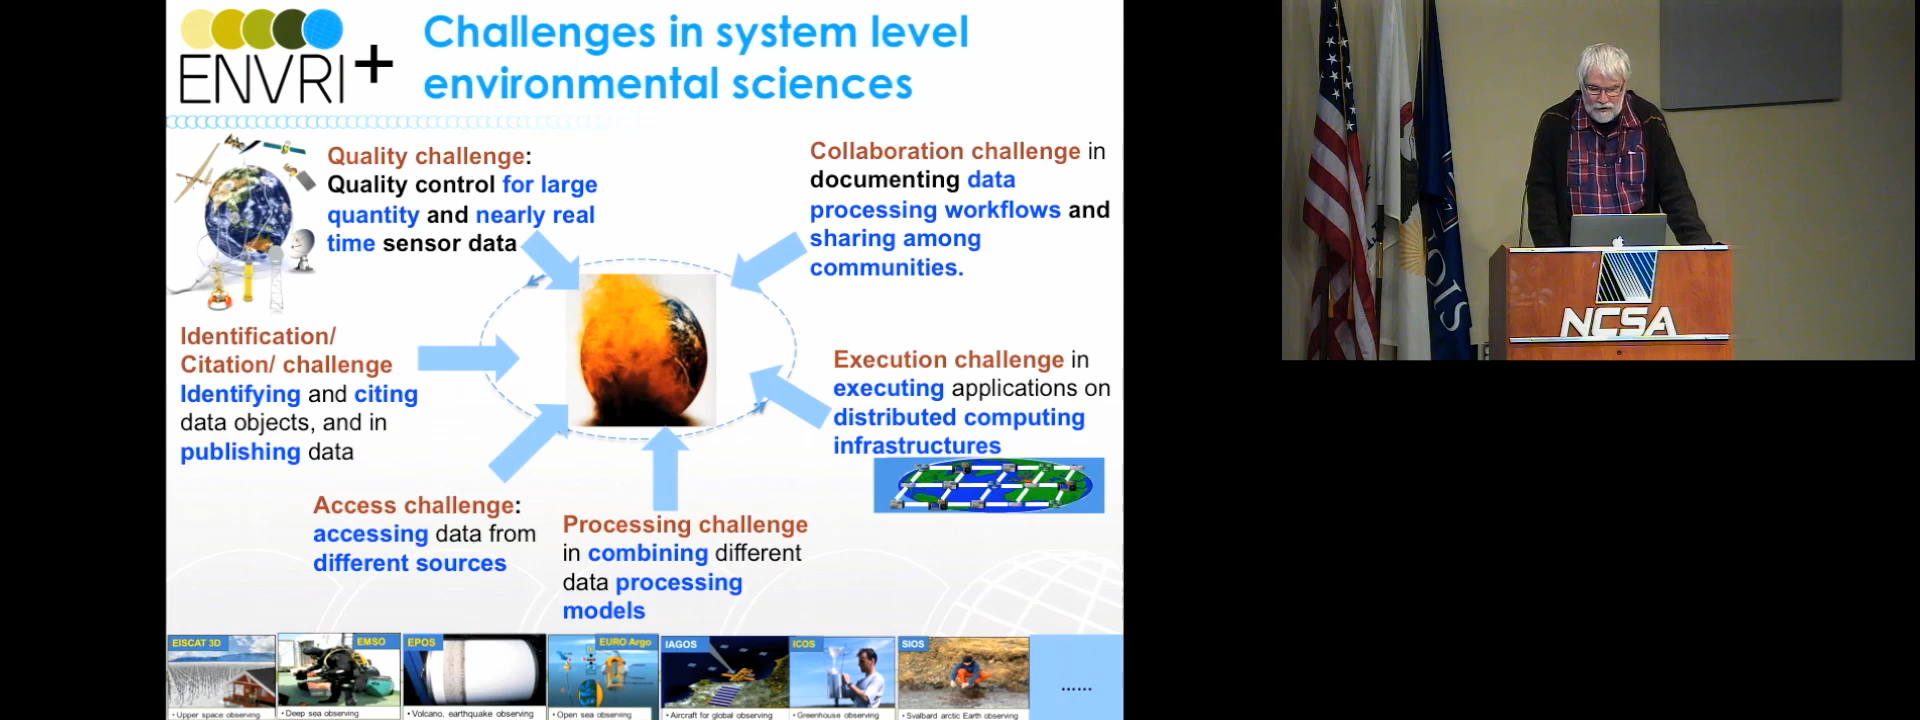 ENVRI+
Challenges in system level
environmental sciences
Quality challenge:
Quality control for large
quantity and nearly real
time sensor data
Collaboration challenge in
documenting data
processing workflows and
sharing among
communities.
Identification/
Citation/ challenge
Identifying and citing
data objects, and in
publishing data
Execution challenge in
executing applications on
distributed computing
infrastructures
Access challenge:
accessing data from
different sources
Processing challenge
in combining different
data processing
models
EISCAT 3D
• Upper space observing
EMSO
• Deep sea observing
EPOS
• Volcano, earthquake observing
EURO Argo
• Open sea observing
IAGOS
• Aircraft for global observing
ICOS
• Greenhouse observing
SIOS
• Svalbard arctic Earth observing
......
OIS
NCSA